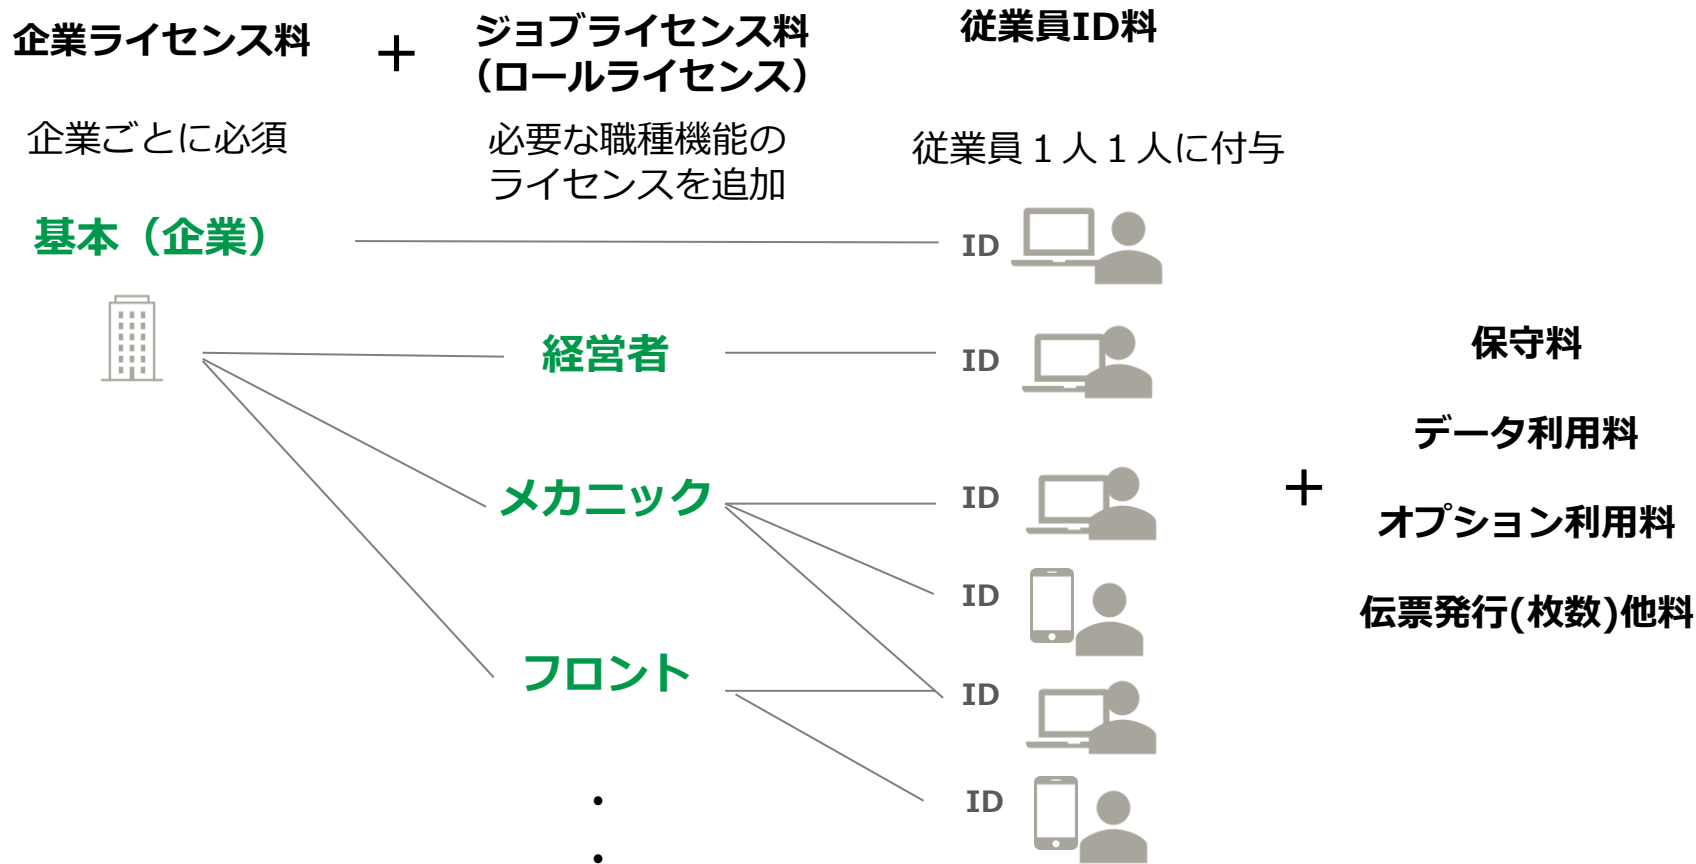 企業ライセンス料
＋
ジョブライセンス料
（ロールライセンス）
従業員ID料
企業ごとに必須
必要な職種機能の
ライセンスを追加
従業員１人１人に付与
基本（企業）
ID
経営者
ID
メカニック
ID
ID
フロント
ID
ID
・
・
＋
保守料
データ利用料
オプション利用料
伝票発行(枚数)他料